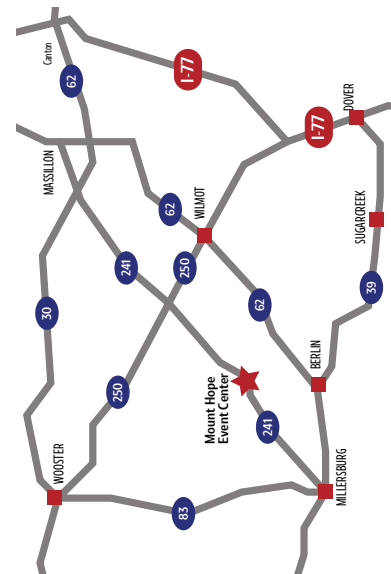 Canton
62
I-77
MASSILLON
I-77
DOVER
62
WILMOT
241
250
SUGARCREEK
30
62
39
250
Mount Hope
Event Center
BERLIN
241
WOOSTER
83
MILLERSBURG